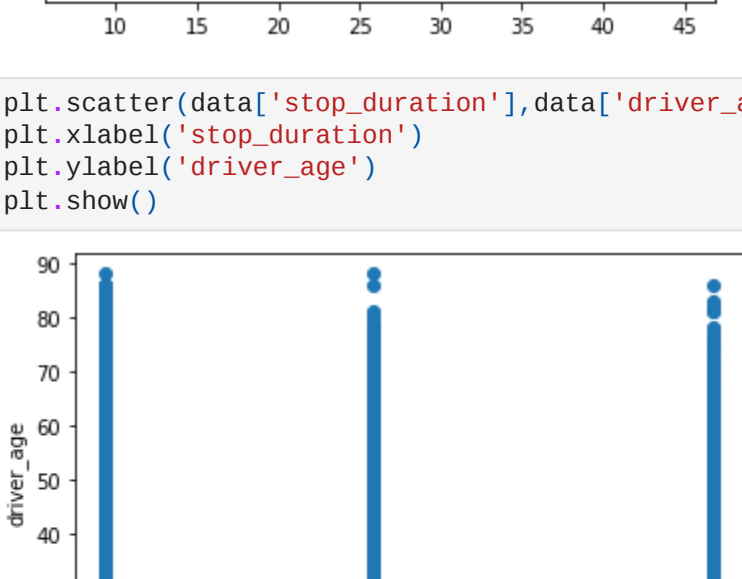 10 15 20 25 30 35 40 45
plt.scatter(data['stop_duration'],data['driver_a
plt.xlabel('stop_duration')
plt.ylabel('driver_age')
plt.show()
90
80
70
60
50
40
driver_age